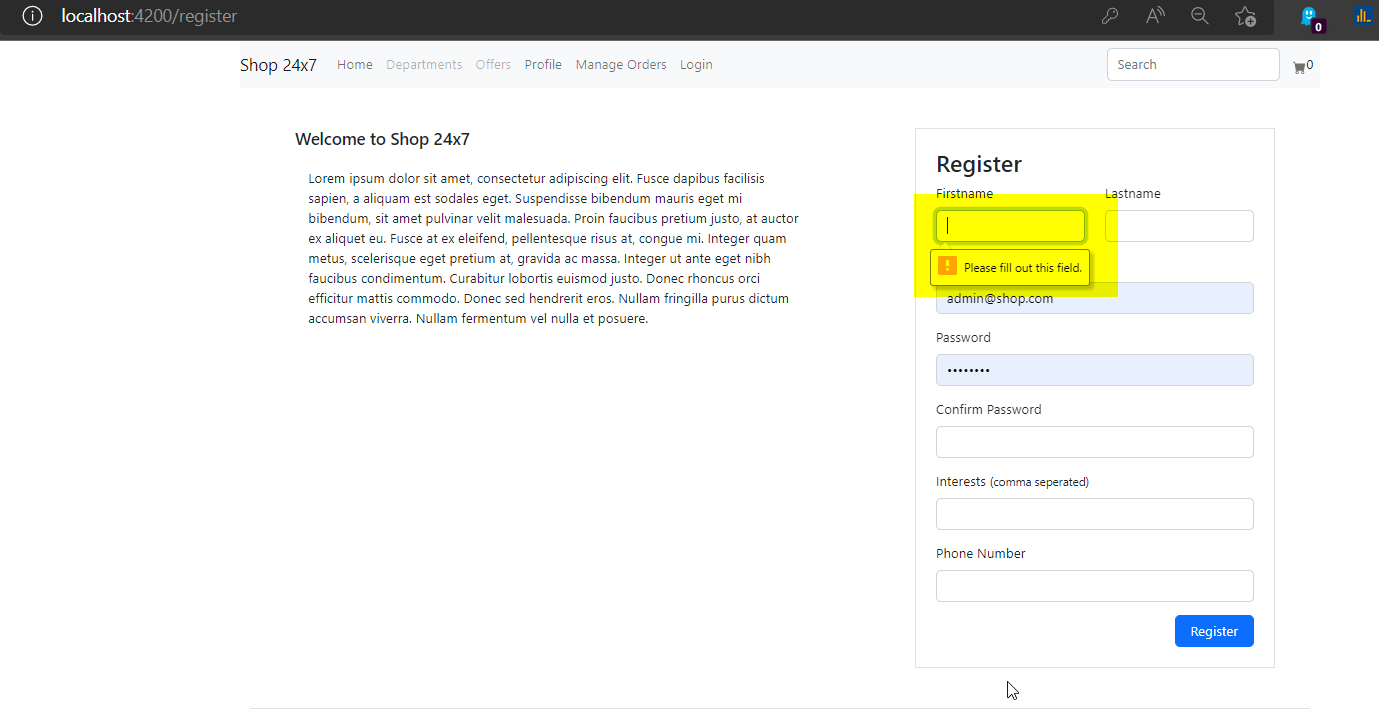 localhost:4200/register
0
Shop 24x7 Home Departments Offers Profile Manage Orders Login Search 0
Welcome to Shop 24x7
Lorem ipsum dolor sit amet, consectetur adipiscing elit. Fusce dapibus facilisis
sapien, a aliquam est sodales eget. Suspendisse bibendum mauris eget mi
bibendum, sit amet pulvinar velit malesuada. Proin faucibus pretium justo, at auctor
ex aliquet eu. Fusce at ex eleifend, pellentesque risus at, congue mi. Integer quam
metus, scelerisque eget pretium at, gravida ac massa. Integer ut ante eget nibh
faucibus condimentum. Curabitur lobortis euismod justo. Donec rhoncus orci
efficitur mattis commodo. Donec sed hendrerit eros. Nullam fringilla purus dictum
accumsan viverra. Nullam fermentum vel nulla et posuere.
Register
Firstname Lastname
Please fill out this field.
admin@shop.com
Password
••••••••
Confirm Password
Interests (comma seperated)
Phone Number
Register